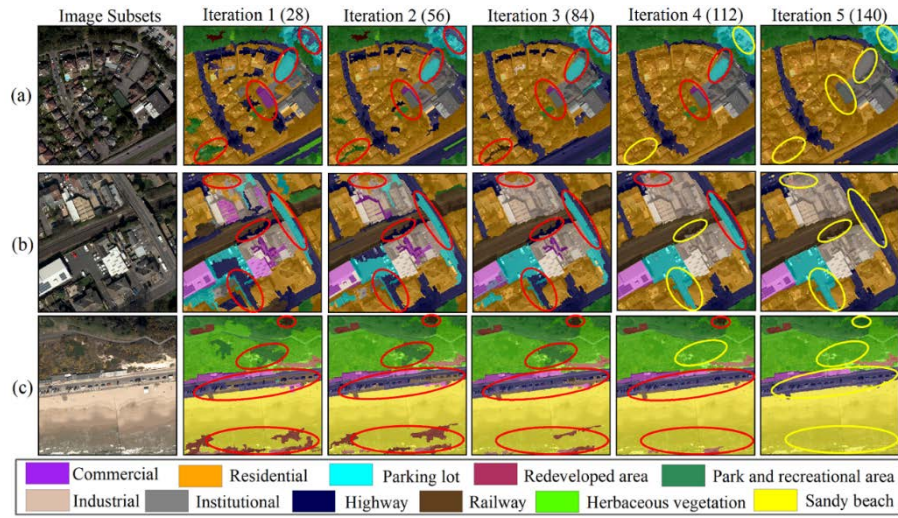 Image Subsets Iteration 1 (28) Iteration 2 (56) Iteration 3 (84) Iteration 4 (112) Iteration 5 (140)
(a)
(b)
(c)
Commercial Residential Parking lot Redeveloped area Park and recreational area
Industrial Institutional Highway Railway Herbaceous vegetation Sandy beach